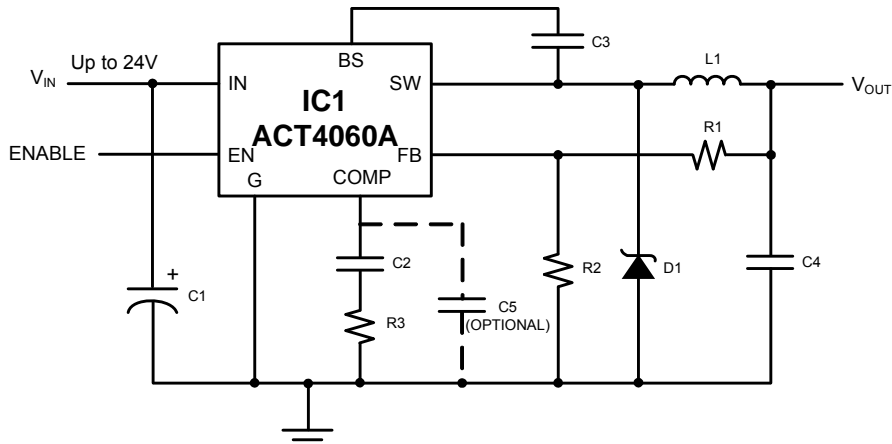 BS
C3
L1
Up to 24V
VIN
IN
SW
VOUT
IC1
ACT4060A
R1
ENABLE
EN
FB
G
COMP
C2
R2
D1
C4
+
C1
C5
(OPTIONAL)
R3